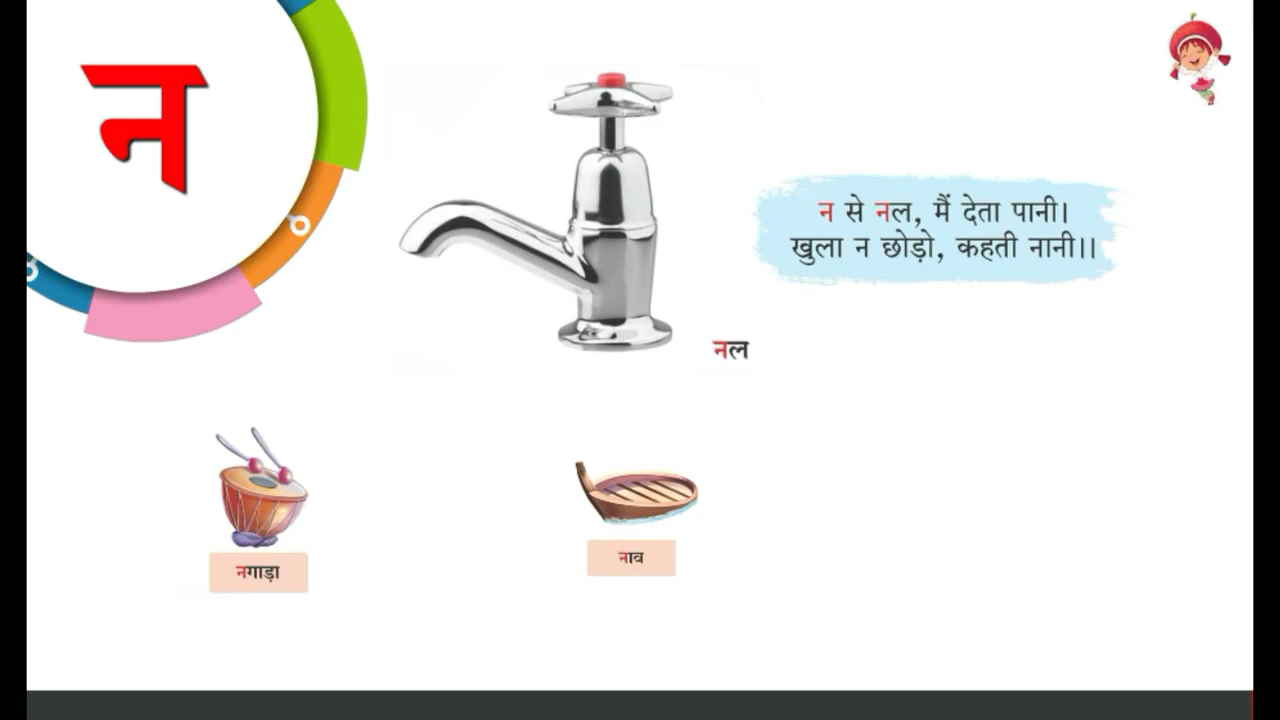 न
न से नल, मैं देता पानी।
खुला न छोड़ो, कहती नानी।।
नल
नगाड़ा
नाव